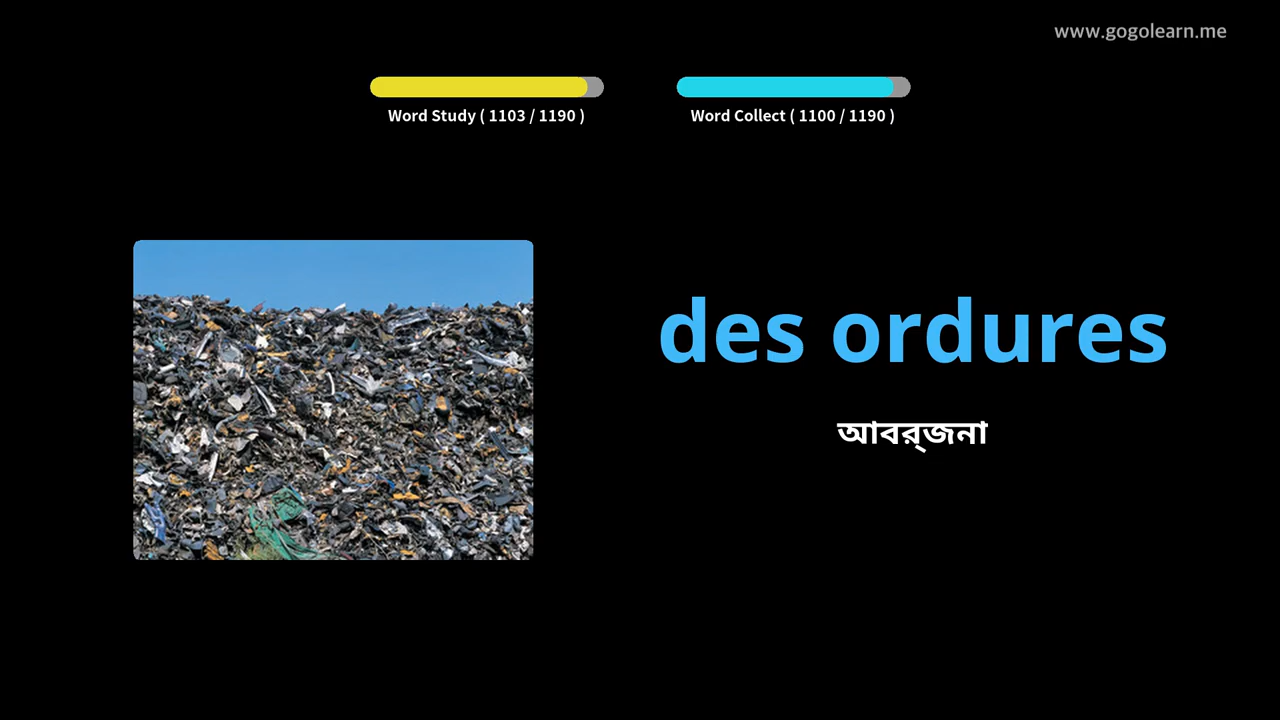 www.gogolearn.me
Word Study ( 1103 / 1190 )
Word Collect ( 1100 / 1190 )
des ordures
আবর্জনা